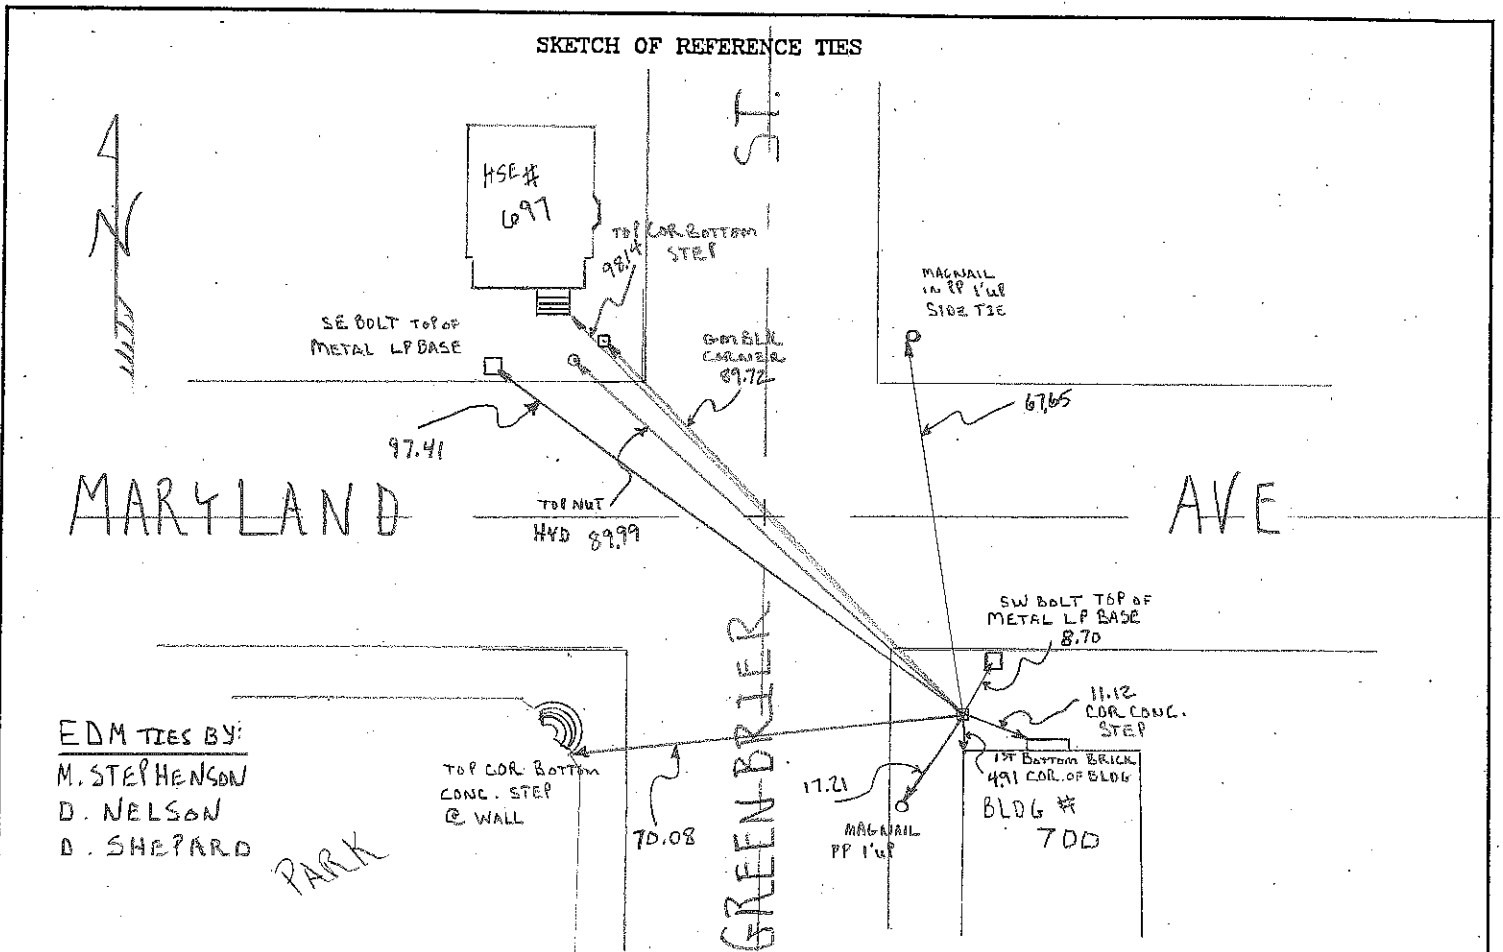 SKETCH OF REFERENCE TIES
N
HSE#
697
ST.
TOP COR BOTTOM
STEP
98.14
MAGNAIL
IN PP 1'UP
SIDE TIE
SE BOLT TOP OF
METAL LP BASE
COR
CORNER
89.72
67.65
97.41
MARYLAND
AVE
TOP NUT
HYD 89.99
SW BOLT TOP OF
METAL LP BASE
8.70
11.12
COR CONC.
STEP
EDM TIES BY:
M. STEPHENSON
D. NELSON
D. SHEPARD
PARK
TOP COR BOTTOM
CONC. STEP
@ WALL
70.08
GREENBRIER
17.21
MAGNAIL
PP 1'UP
1ST BOTTOM BRICK
4.91 COR. OF BLDG
BLDG #
700